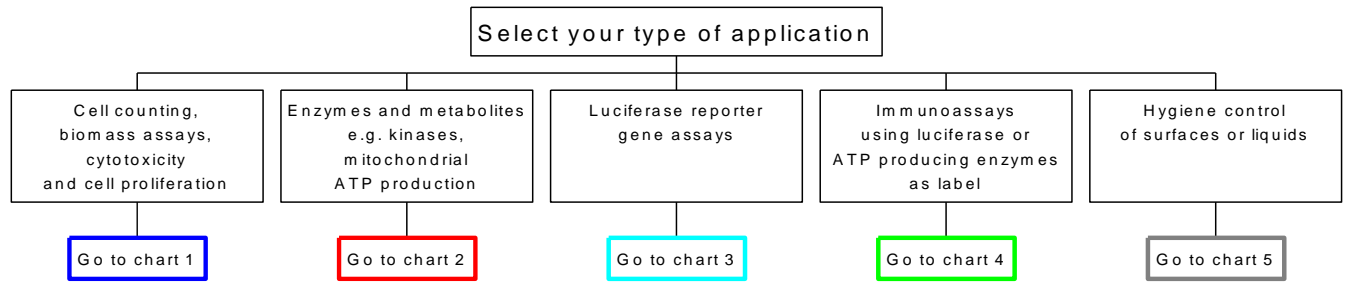 Select your type of application
Cell counting,
biomass assays,
cytotoxicity
and cell proliferation
Enzymes and metabolites
e.g. kinases,
mitochondrial
ATP production
Luciferase reporter
gene assays
Immunoassays
using luciferase or
ATP producing enzymes
as label
Hygiene control
of surfaces or liquids
Go to chart 1
Go to chart 2
Go to chart 3
Go to chart 4
Go to chart 5